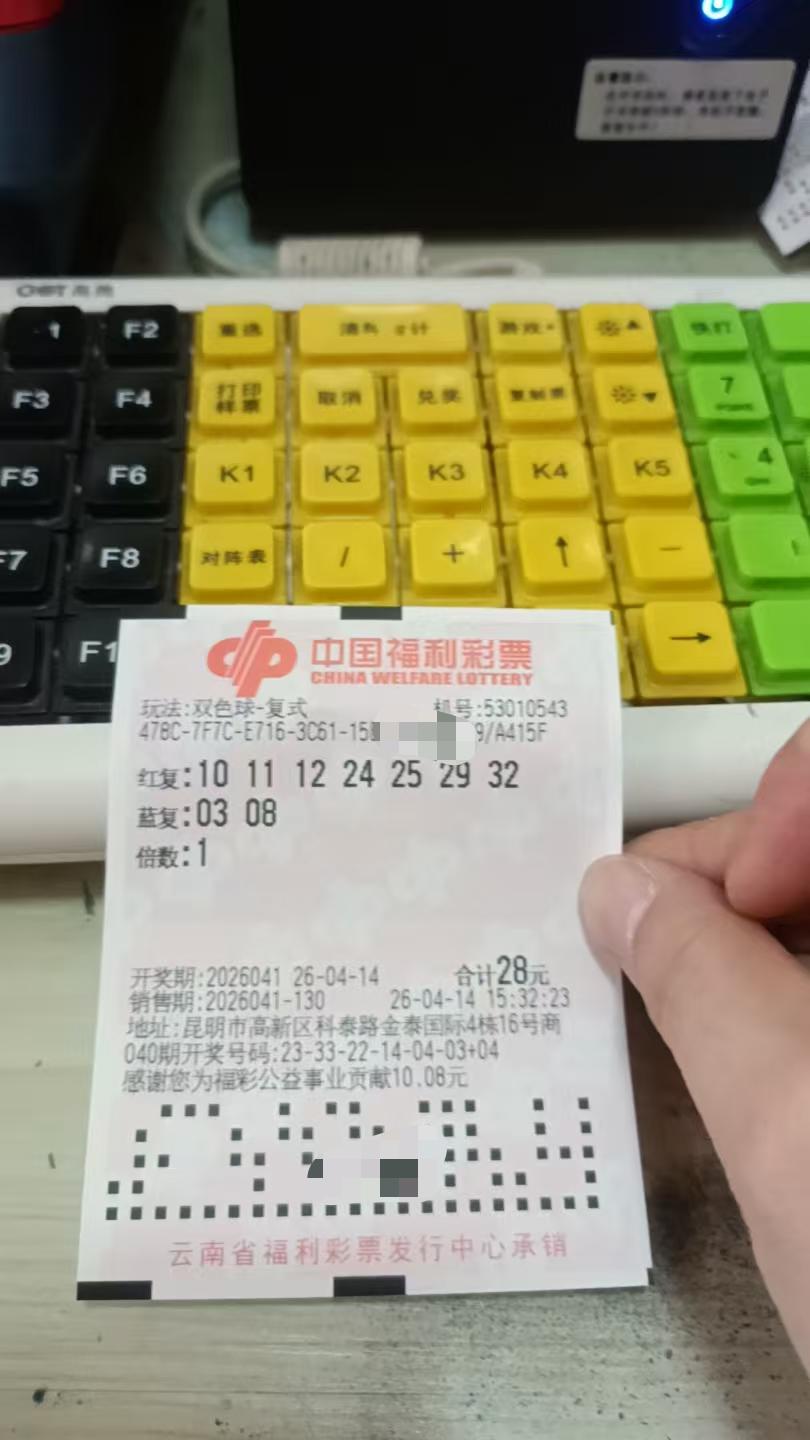 F2
重选
清利
F3
F4
打印样票
取消
兑奖
复制票
7
F5
F6
K1
K2
K3
K4
K5
4
F8
对阵表
/
+
↑
-
→
中国福利彩票
CHINA WELFARE LOTTERY
玩法:双色球-复式 机号:53010543
478C-7F7C-E716-3C61-15 9/A415F
红复:10 11 12 24 25 29 32
蓝复:03 08
倍数:1
开奖期:2026041 26-04-14 合计28元
销售期:2026041-130 26-04-14 15:32:23
地址:昆明市高新区科泰路金泰国际4栋16号商
040期开奖号码:23-33-22-14-04-03+04
感谢您为福彩公益事业贡献10.08元
云南省福利彩票发行中心承销